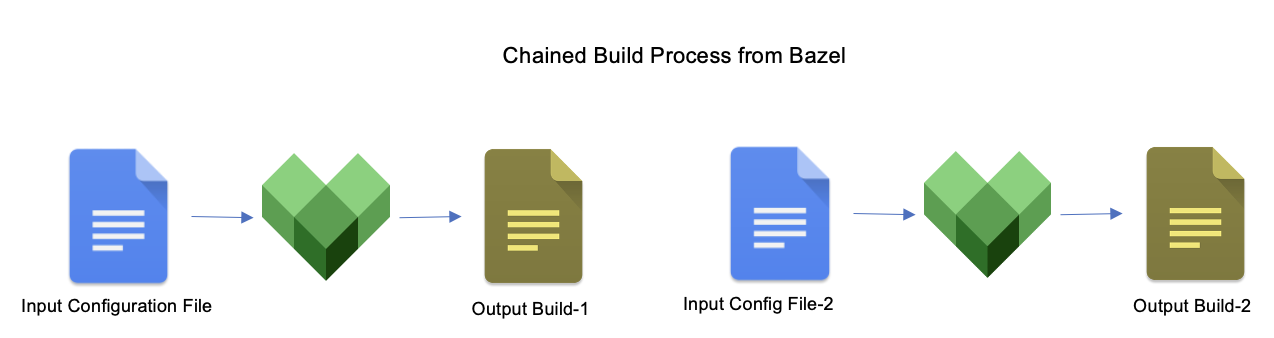 Chained Build Process from Bazel
Input Configuration File
Output Build-1
Input Config File-2
Output Build-2